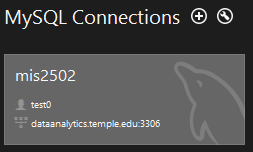 MySQL Connections
mis2502
test0
dataanalytics.temple.edu:3306